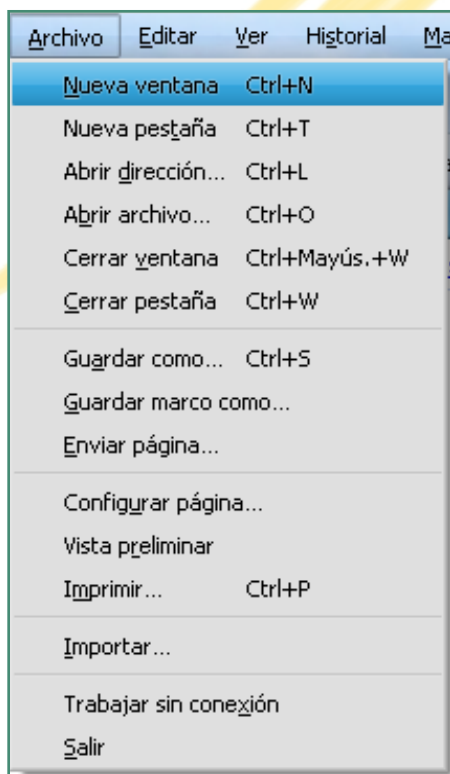 Archivo Editar Ver Historial Ma
Nueva ventana Ctrl+N
Nueva pestaña Ctrl+T
Abrir dirección... Ctrl+L
Abrir archivo... Ctrl+O
Cerrar ventana Ctrl+Mayús.+W
Cerrar pestaña Ctrl+W
Guardar como... Ctrl+S
Guardar marco como...
Enviar página...
Configurar página...
Vista preliminar
Imprimir... Ctrl+P
Importar...
Trabajar sin conexión
Salir